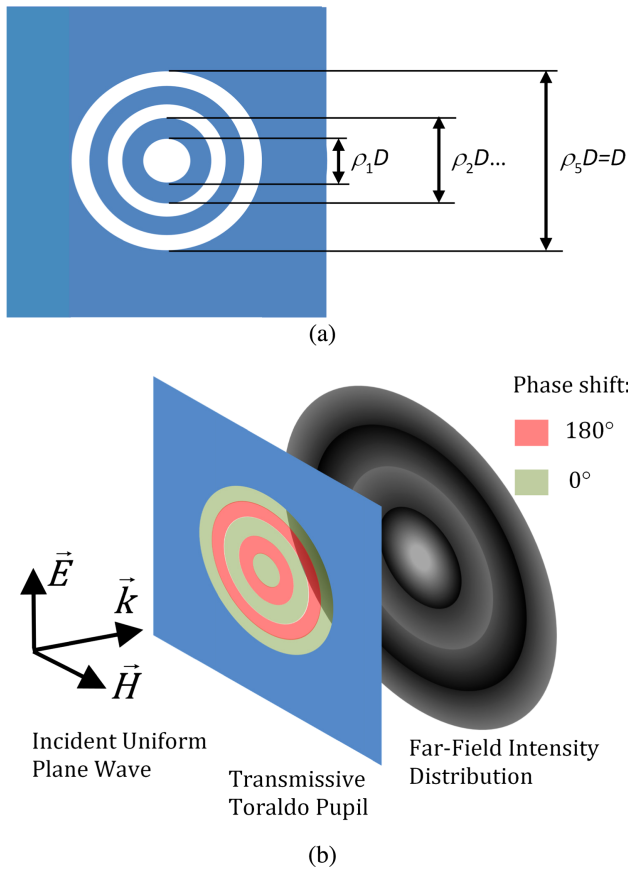 ρ₁D
ρ₂D...
ρ₅D=D
(a)
Phase shift:
180°
0°
E⃗
k⃗
H⃗
Incident Uniform
Plane Wave
Transmissive
Toraldo Pupil
Far-Field Intensity
Distribution
(b)